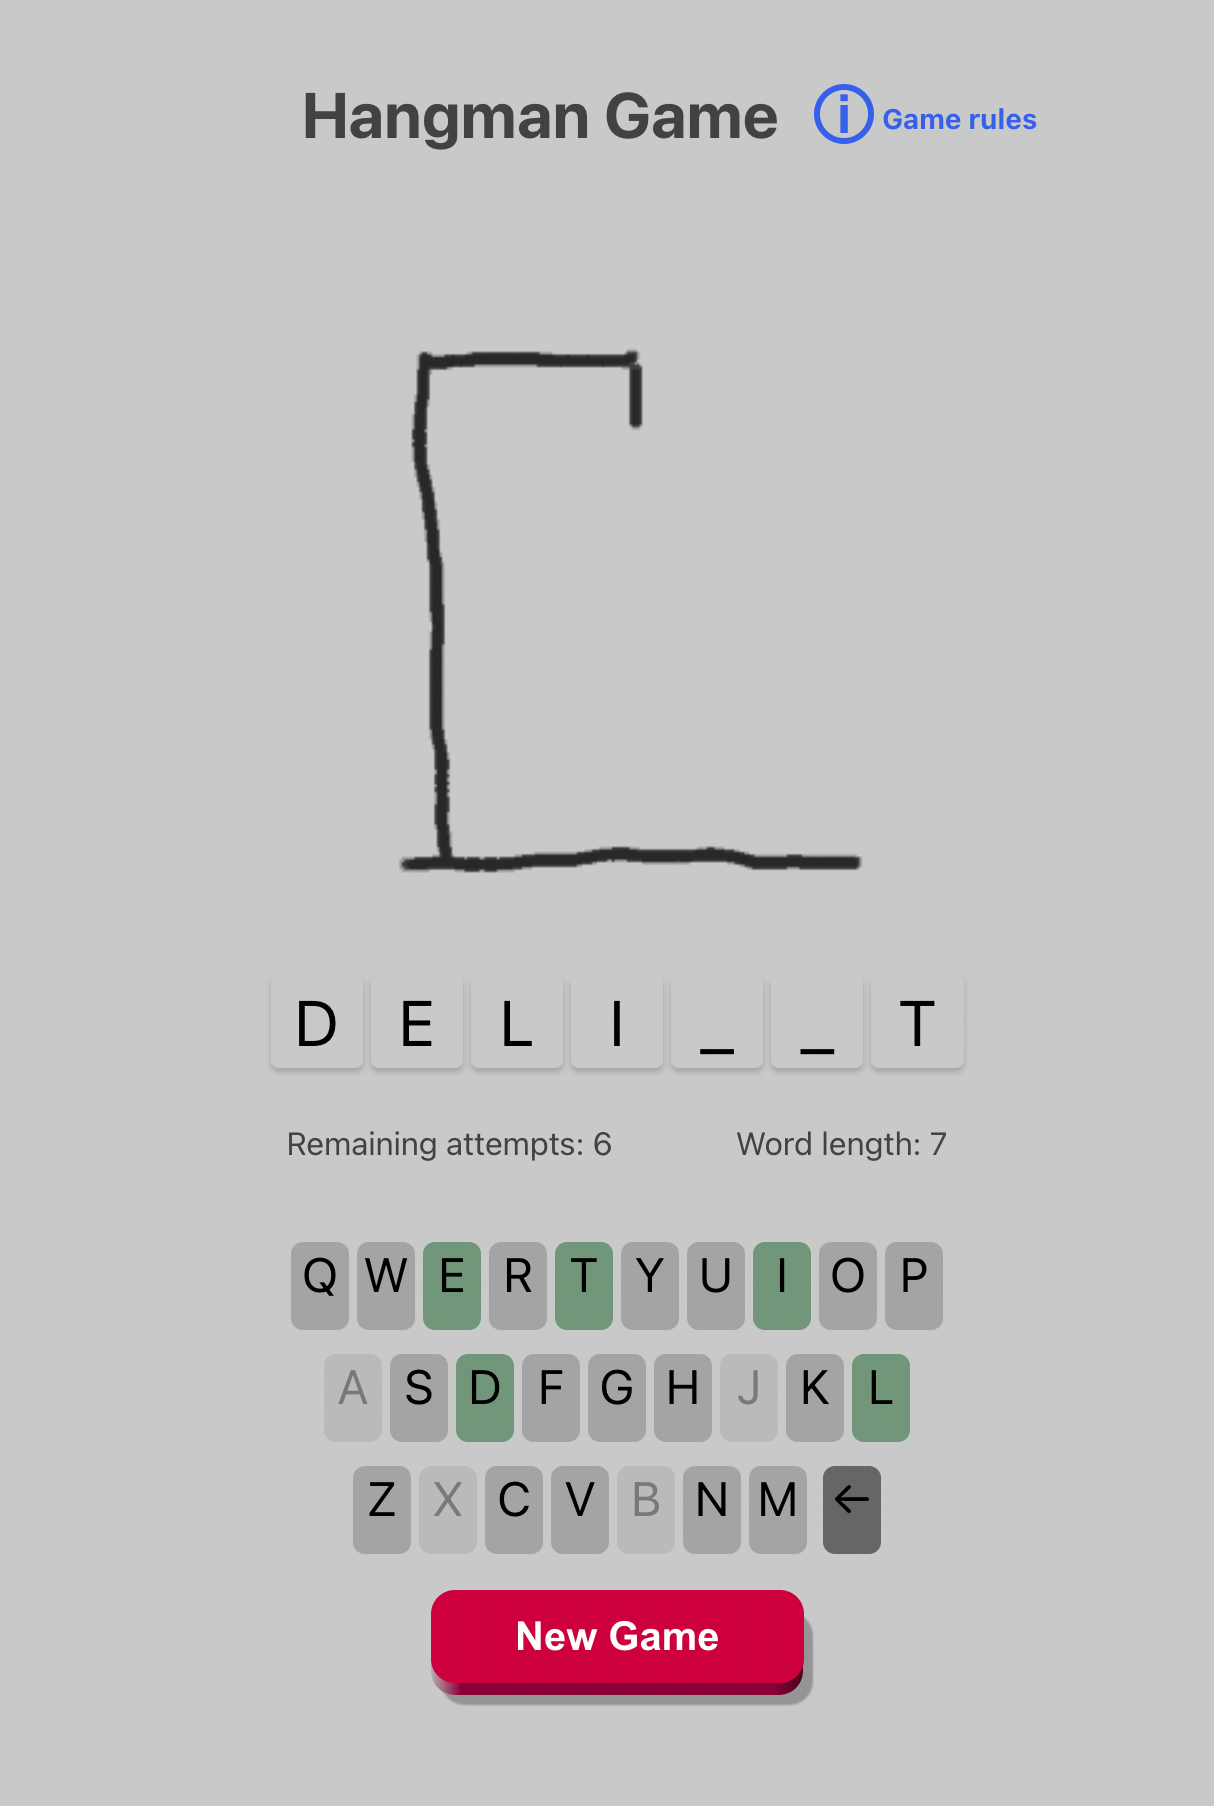 Hangman Game ⓘ Game rules
D E L I _ _ T
Remaining attempts: 6 Word length: 7
Q W E R T Y U I O P
A S D F G H J K L
Z X C V B N M ←
New Game